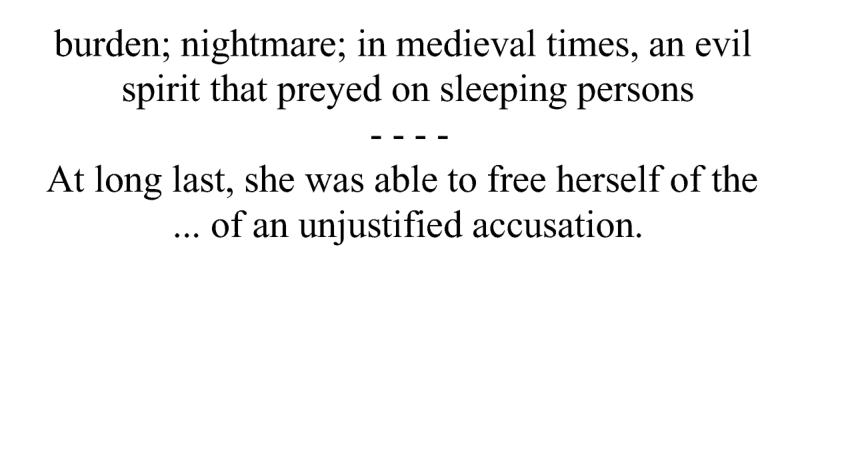 burden; nightmare; in medieval times, an evil
spirit that preyed on sleeping persons
- - - -
At long last, she was able to free herself of the
... of an unjustified accusation.